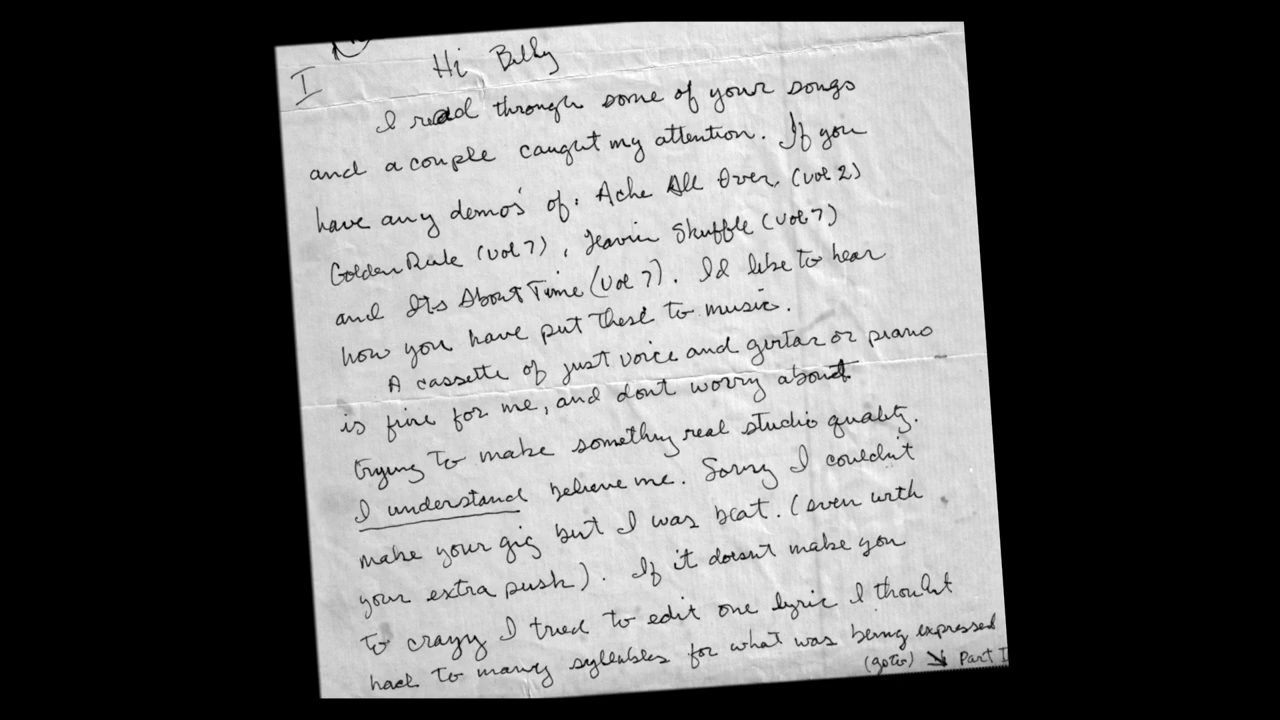 I
Hi Billy
I read through some of your songs
and a couple caught my attention. If you
have any demo's of: Ache All Over, (vol 2)
Golden Rule (vol 7), Skuffle (vol 7)
and Its About Time (vol 7). I'd like to hear
how you have put these to music.
A cassette of just voice and guitar or piano
is fine for me, and dont worry about
trying to make something real studio quality.
I understand believe me. Sorry I couldn't
make your gig but I was beat. (even with
your extra push). If it doesnt make you
to crazy I tried to edit one lyric I thought
had to many syllables for what was being expressed
(goto) ↘ Part I